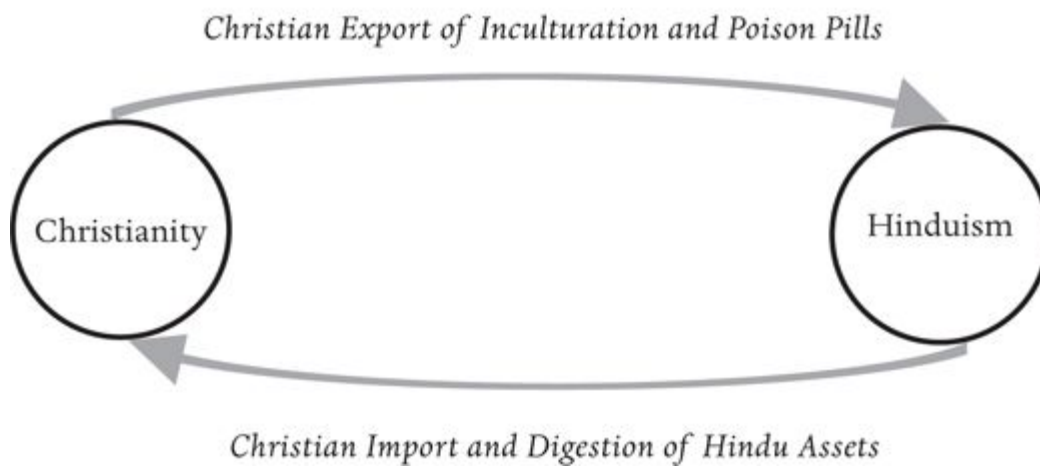 Christian Export of Inculturation and Poison Pills
Christianity
Hinduism
Christian Import and Digestion of Hindu Assets